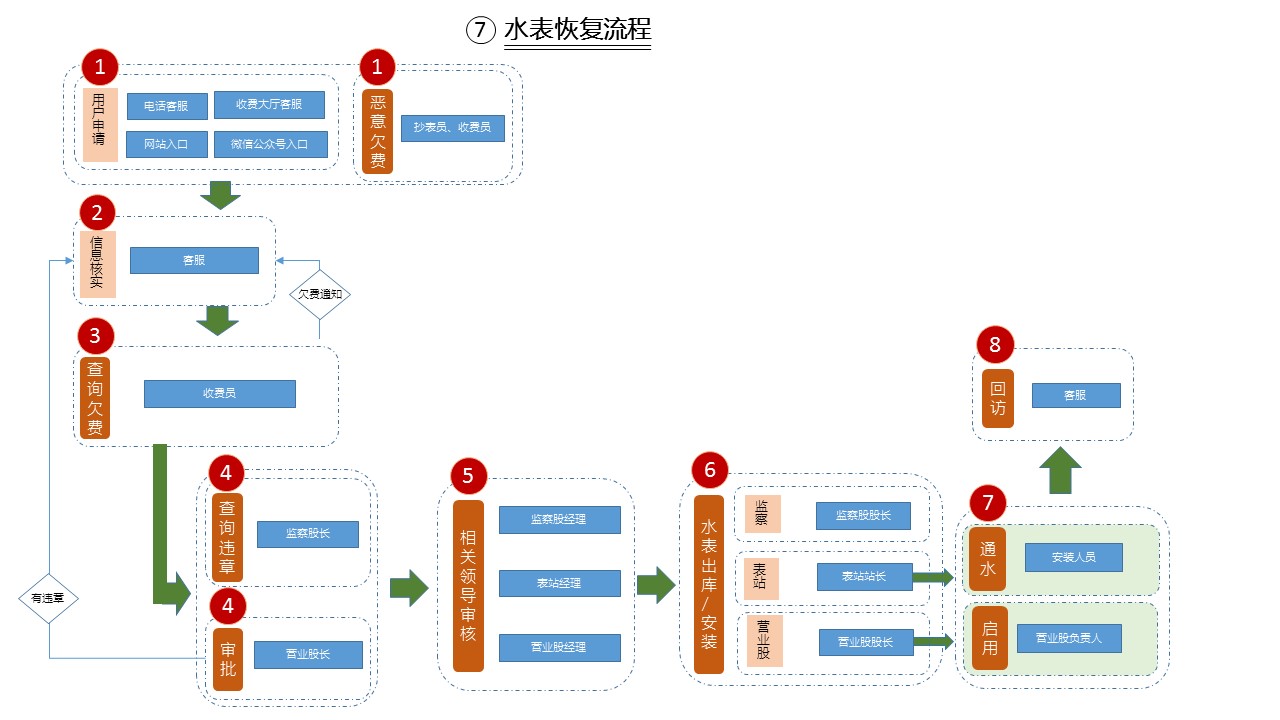 ⑦ 水表恢复流程
1
用户申请
电话客服
收费大厅客服
网站入口
微信公众号入口
1
恶意欠费
抄表员、收费员
2
信息核实
客服
欠费通知
3
查询欠费
收费员
4
查询违章
监察股长
4
审批
营业股长
有违章
5
相关领导审核
监察股经理
表站经理
营业股经理
6
水表出库/安装
监察
监察股股长
表站
表站站长
营业股
营业股股长
7
通水
安装人员
启用
营业股负责人
8
回访
客服